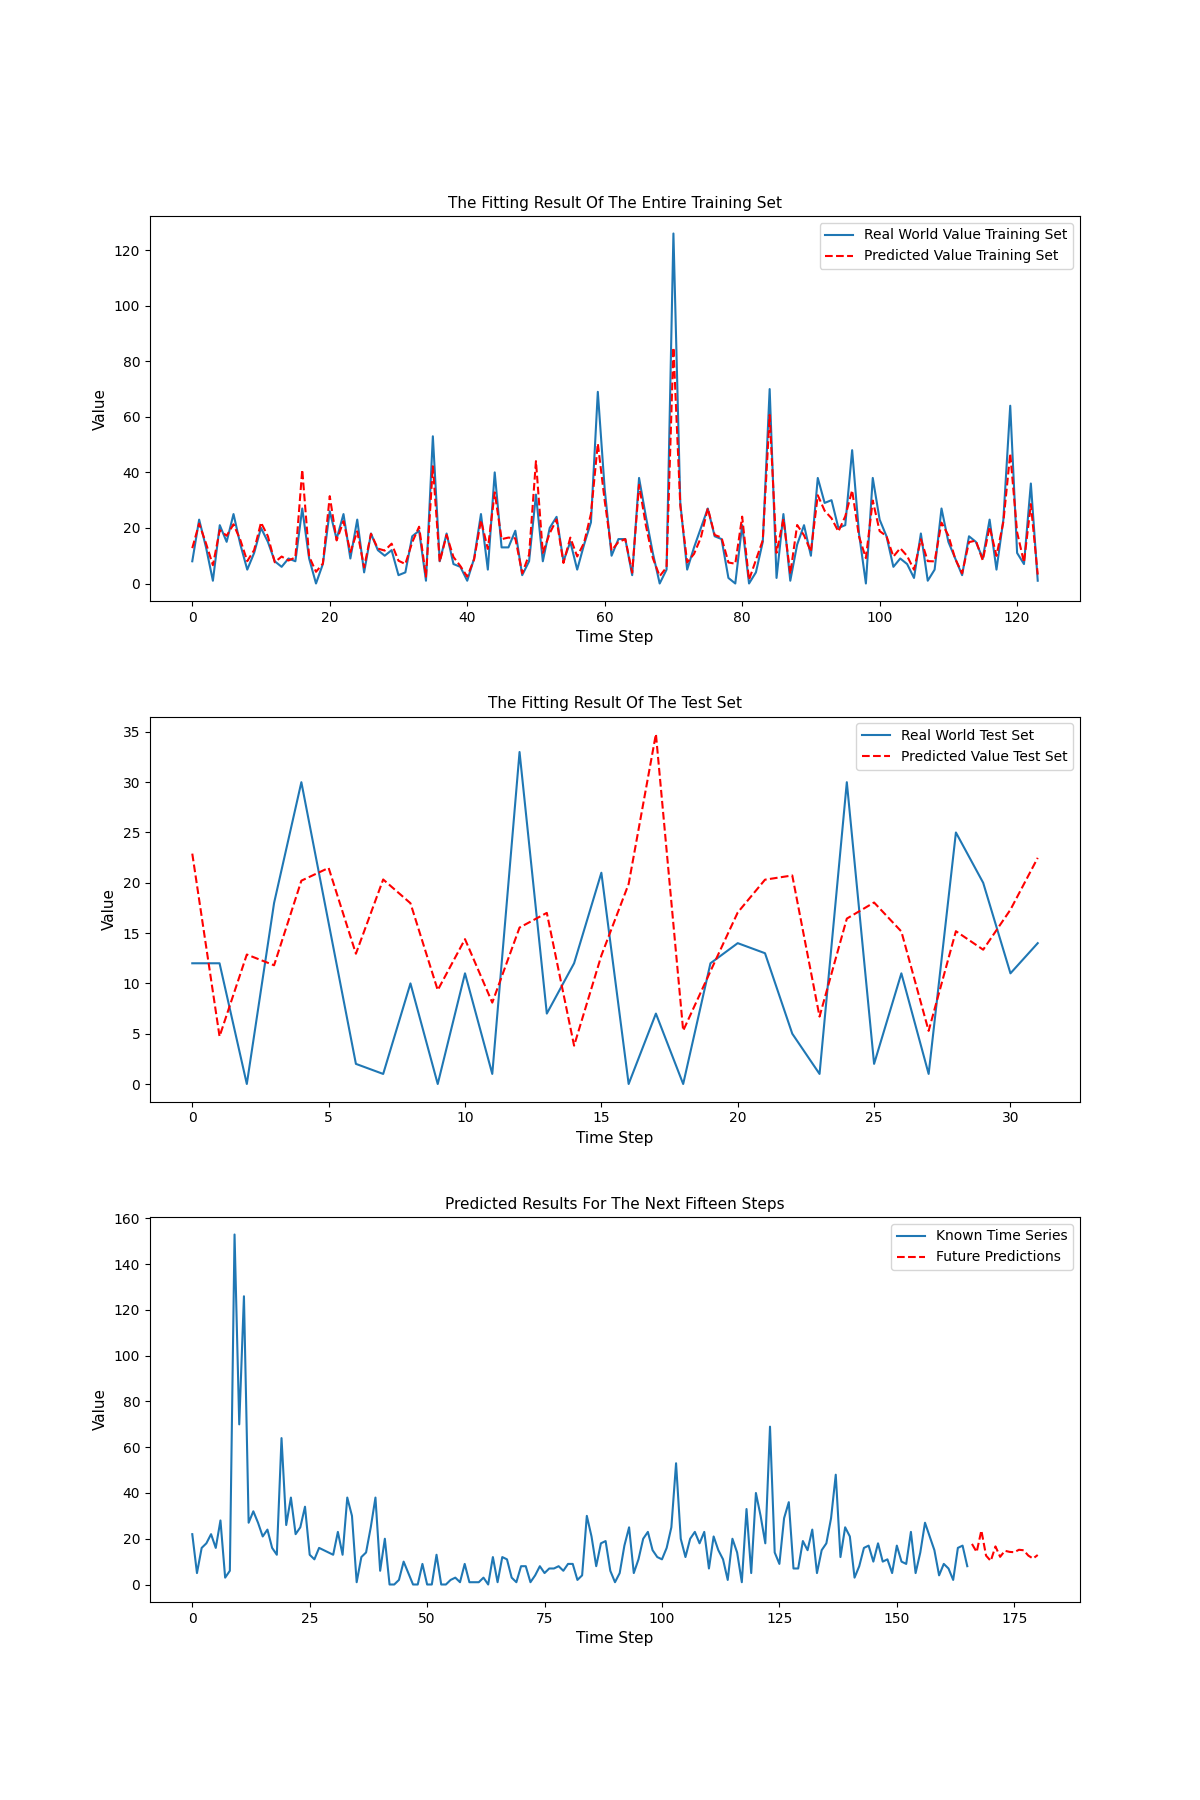 The Fitting Result Of The Entire Training Set
Real World Value Training Set
Predicted Value Training Set
Value
120
100
80
60
40
20
0
0 20 40 60 80 100 120
Time Step
The Fitting Result Of The Test Set
Real World Test Set
Predicted Value Test Set
Value
35
30
25
20
15
10
5
0
0 5 10 15 20 25 30
Time Step
Predicted Results For The Next Fifteen Steps
Known Time Series
Future Predictions
Value
160
140
120
100
80
60
40
20
0
0 25 50 75 100 125 150 175
Time Step